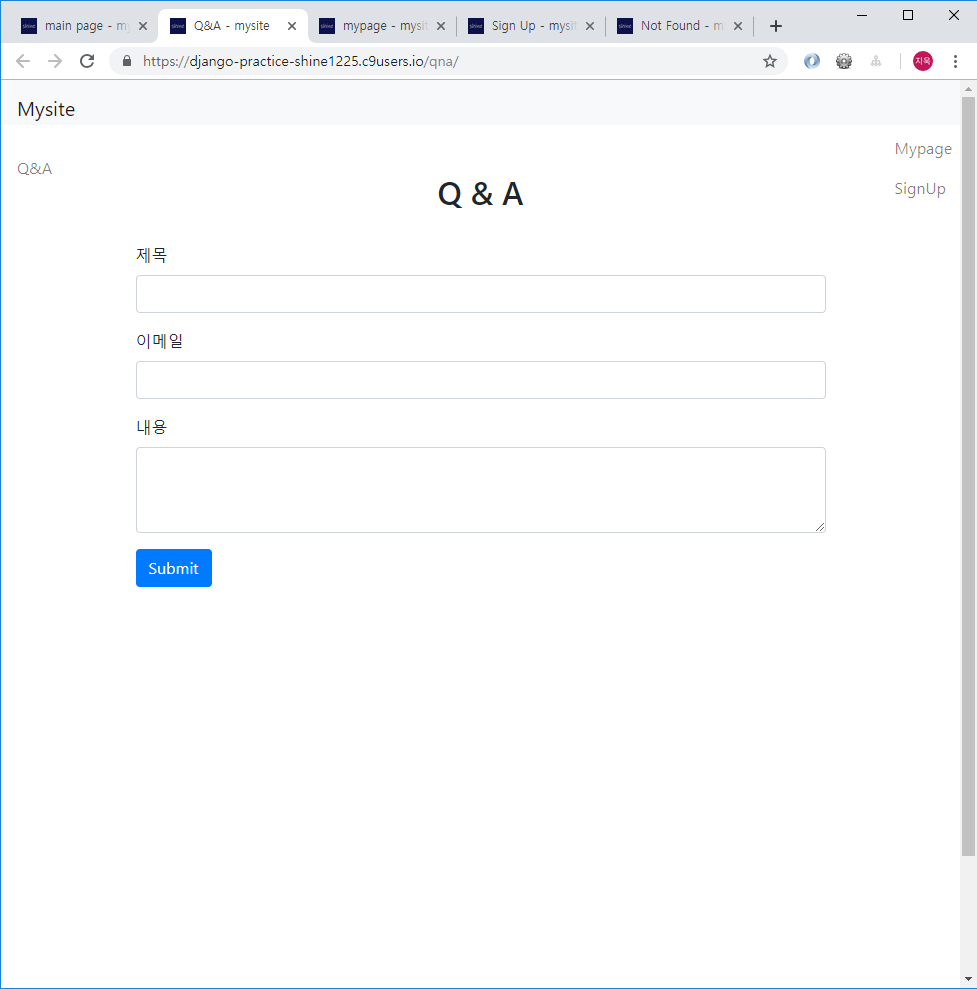 main page - my
Q&A - mysite
mypage - mysit
Sign Up - mysit
Not Found - m
https://django-practice-shine1225.c9users.io/qna/
지욱
Mysite
Mypage
Q&A
SignUp
Q & A
제목
이메일
내용
Submit